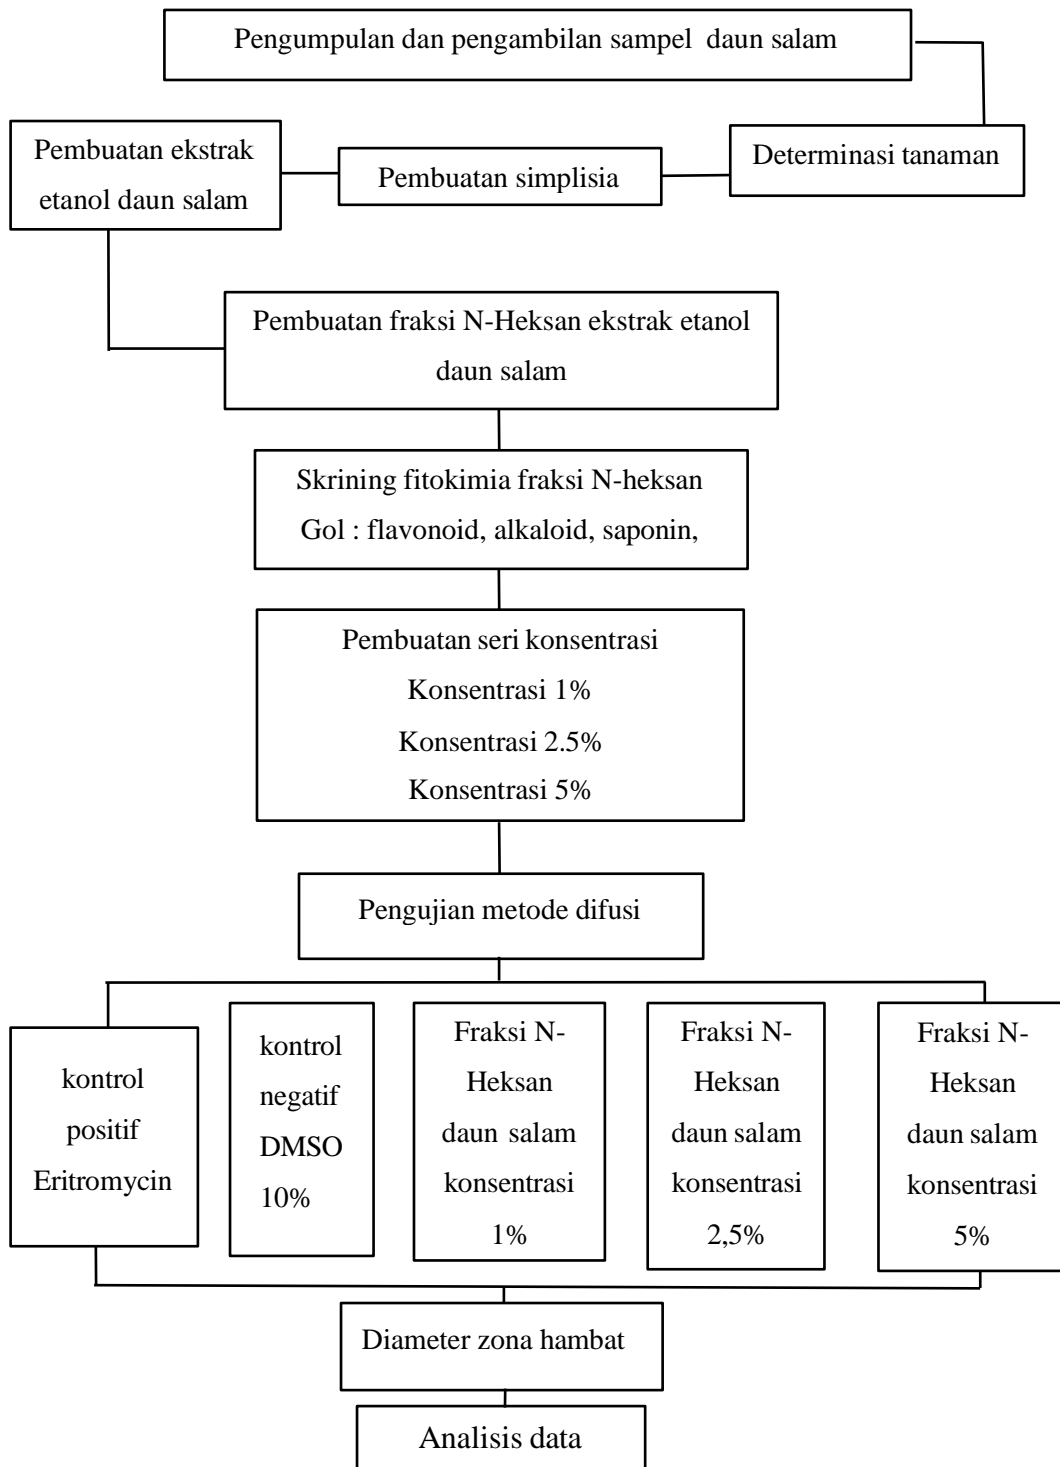 Pengumpulan dan pengambilan sampel daun salam
Determinasi tanaman
Pembuatan simplisia
Pembuatan ekstrak
etanol daun salam
Pembuatan fraksi N-Heksan ekstrak etanol
daun salam
Skrining fitokimia fraksi N-heksan
Gol : flavonoid, alkaloid, saponin,
Pembuatan seri konsentrasi
Konsentrasi 1%
Konsentrasi 2.5%
Konsentrasi 5%
Pengujian metode difusi
kontrol
positif
Eritromycin
kontrol
negatif
DMSO
10%
Fraksi N-
Heksan
daun salam
konsentrasi
1%
Fraksi N-
Heksan
daun salam
konsentrasi
2,5%
Fraksi N-
Heksan
daun salam
konsentrasi
5%
Diameter zona hambat
Analisis data